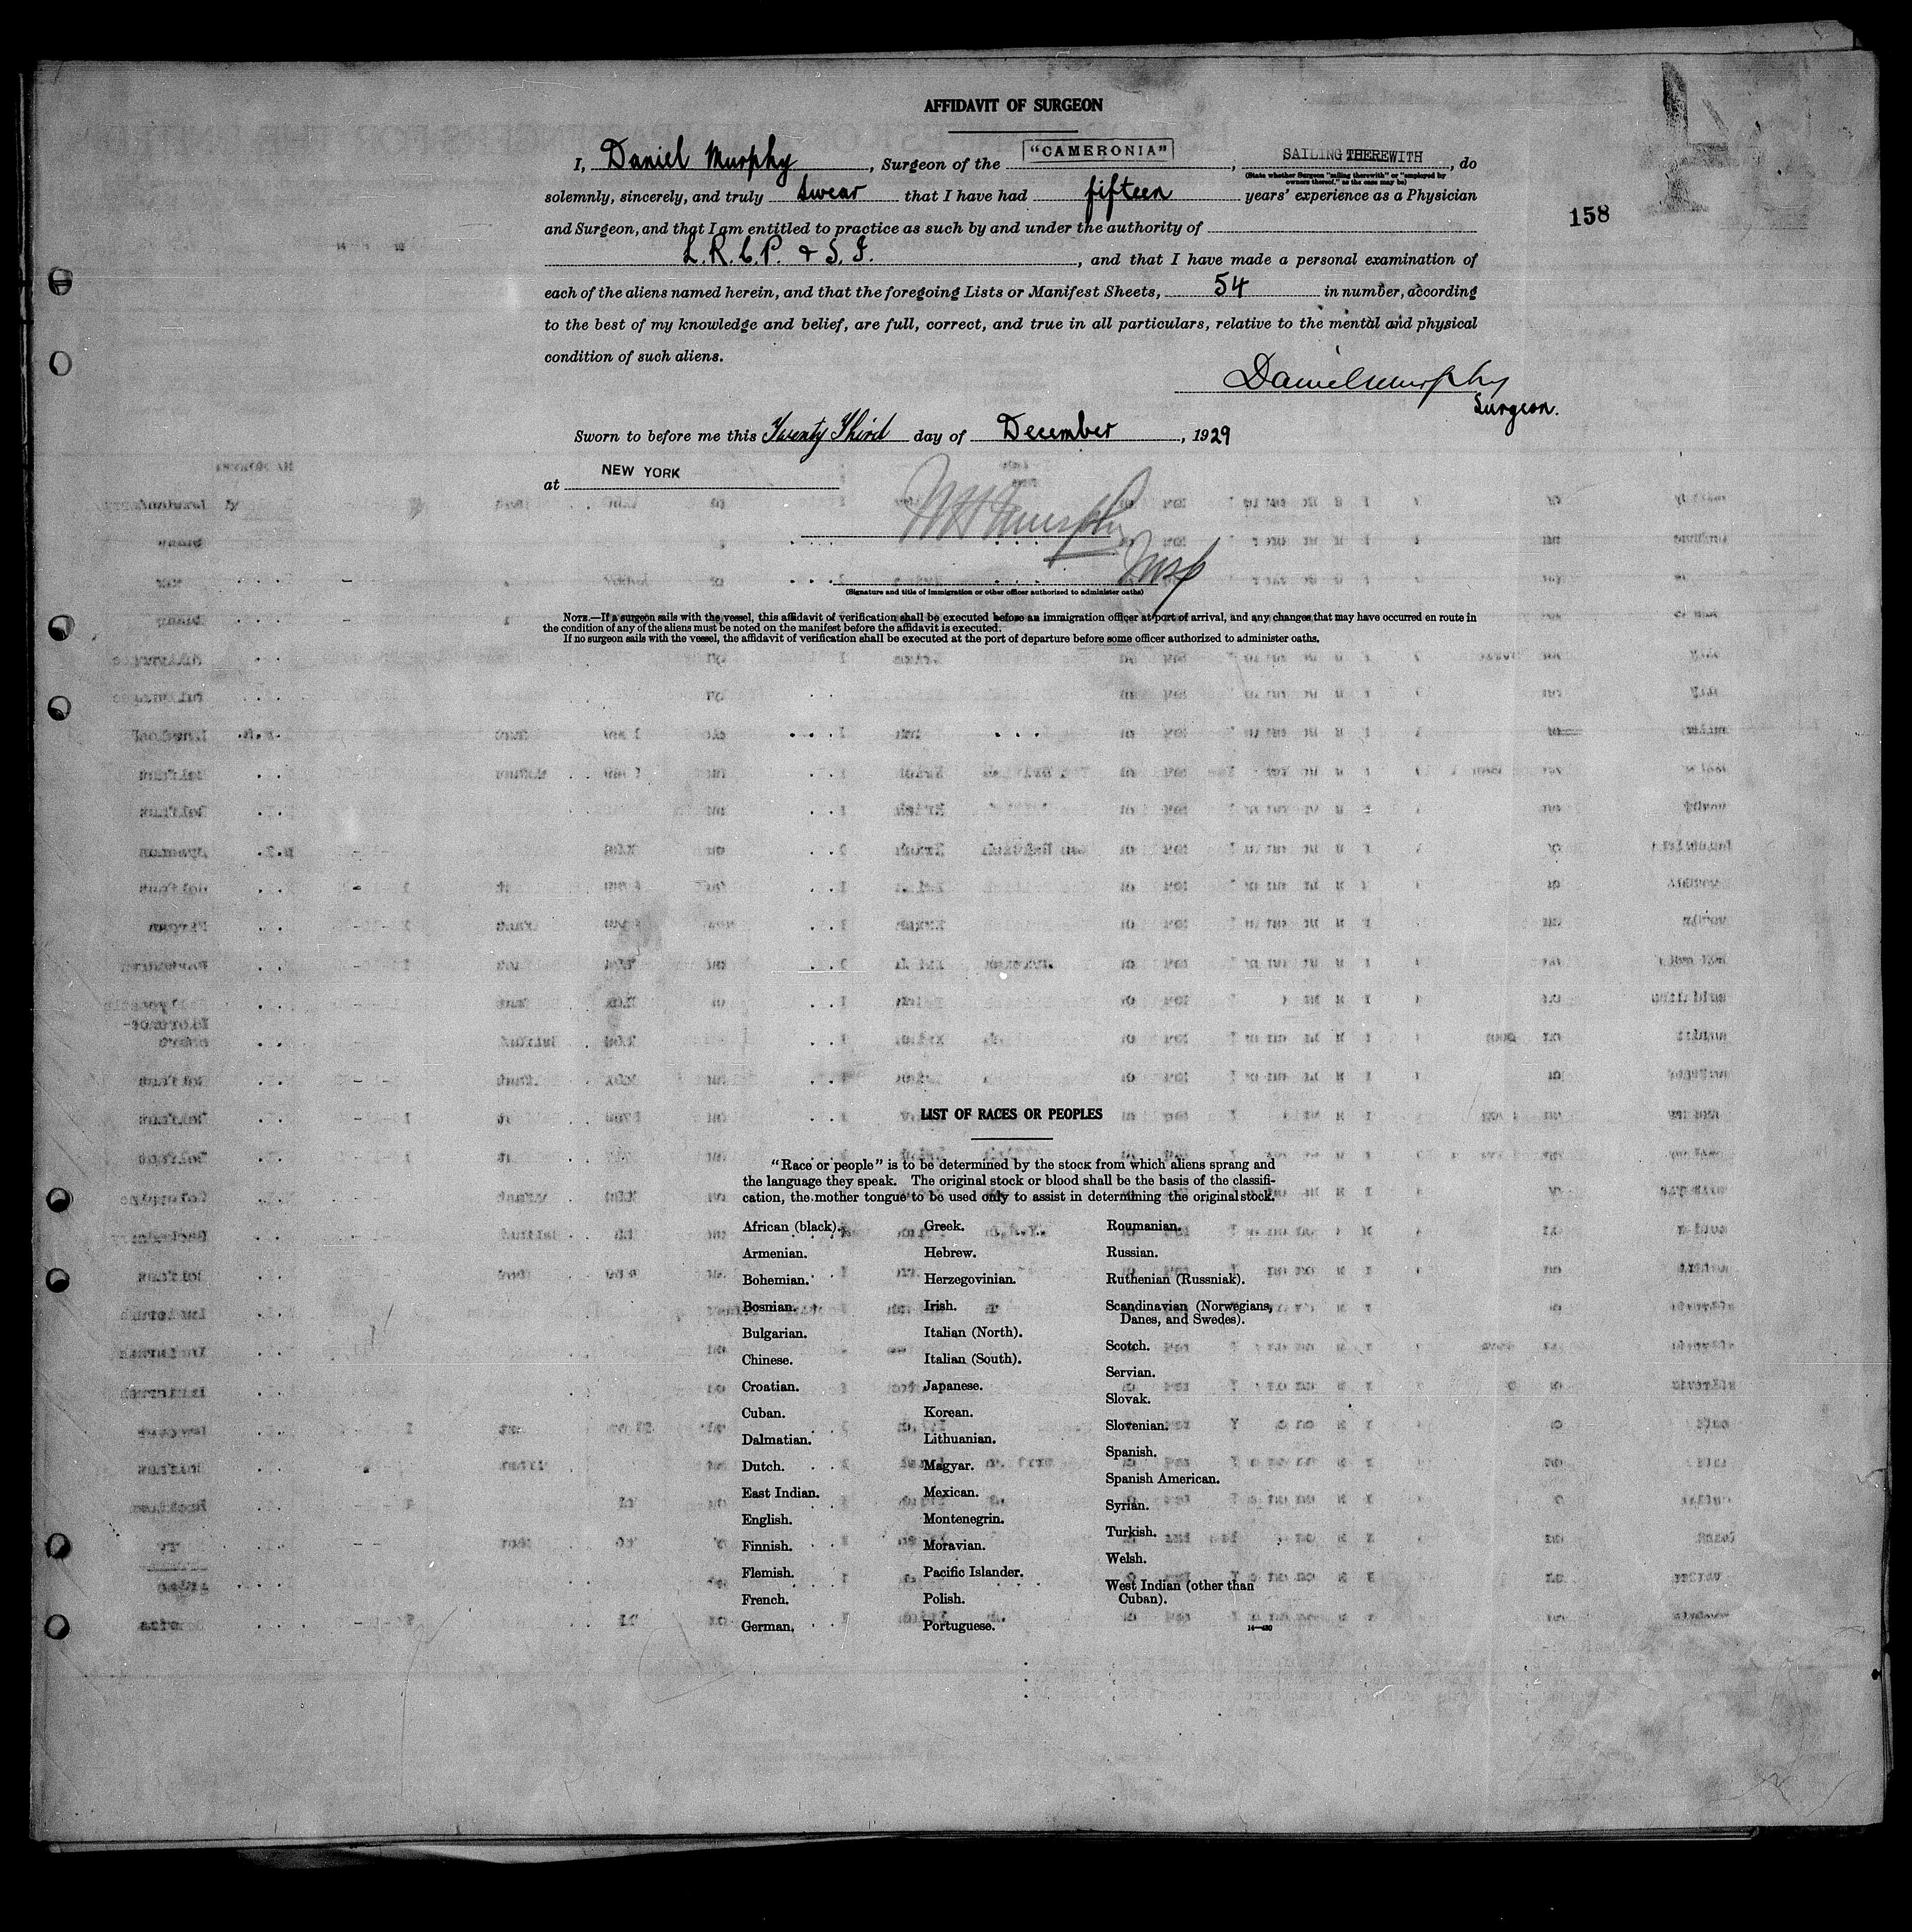 AFFIDAVIT OF SURGEON
I, Daniel Murphy, Surgeon of the "CAMERONIA", SAILING THEREWITH, do
(State whether Surgeon "sailing therewith" or "employed by
owners thereof," as the case may be)
solemnly, sincerely, and truly swear that I have had fifteen years' experience as a Physician
158
and Surgeon, and that I am entitled to practice as such by and under the authority of
L.R.C.P. & S.I., and that I have made a personal examination of
each of the aliens named herein, and that the foregoing Lists or Manifest Sheets, 54 in number, according
to the best of my knowledge and belief, are full, correct, and true in all particulars, relative to the mental and physical
condition of such aliens.
Daniel Murphy
Surgeon.
Sworn to before me this Twenty Third day of December, 1929
at NEW YORK
Murphy
(Signature and title of immigration or other officer authorized to administer oaths)
NOTE.—If a surgeon sails with the vessel, this affidavit of verification shall be executed before an immigration officer at port of arrival, and any changes that may have occurred en route in
the condition of any of the aliens must be noted on the manifest before the affidavit is executed.
If no surgeon sails with the vessel, the affidavit of verification shall be executed at the port of departure before some officer authorized to administer oaths.
LIST OF RACES OR PEOPLES
"Race or people" is to be determined by the stock from which aliens sprang and
the language they speak. The original stock or blood shall be the basis of the classifi-
cation, the mother tongue to be used only to assist in determining the original stock.
African (black).
Armenian.
Bohemian.
Bosnian.
Bulgarian.
Chinese.
Croatian.
Cuban.
Dalmatian.
Dutch.
East Indian.
English.
Finnish.
Flemish.
French.
German.
Greek.
Hebrew.
Herzegovinian.
Irish.
Italian (North).
Italian (South).
Japanese.
Korean.
Lithuanian.
Magyar.
Mexican.
Montenegrin.
Moravian.
Pacific Islander.
Polish.
Portuguese.
Roumanian.
Russian.
Ruthenian (Russniak).
Scandinavian (Norwegians,
Danes, and Swedes).
Scotch.
Servian.
Slovak.
Slovenian.
Spanish.
Spanish American.
Syrian.
Turkish.
Welsh.
West Indian (other than
Cuban).
14—480